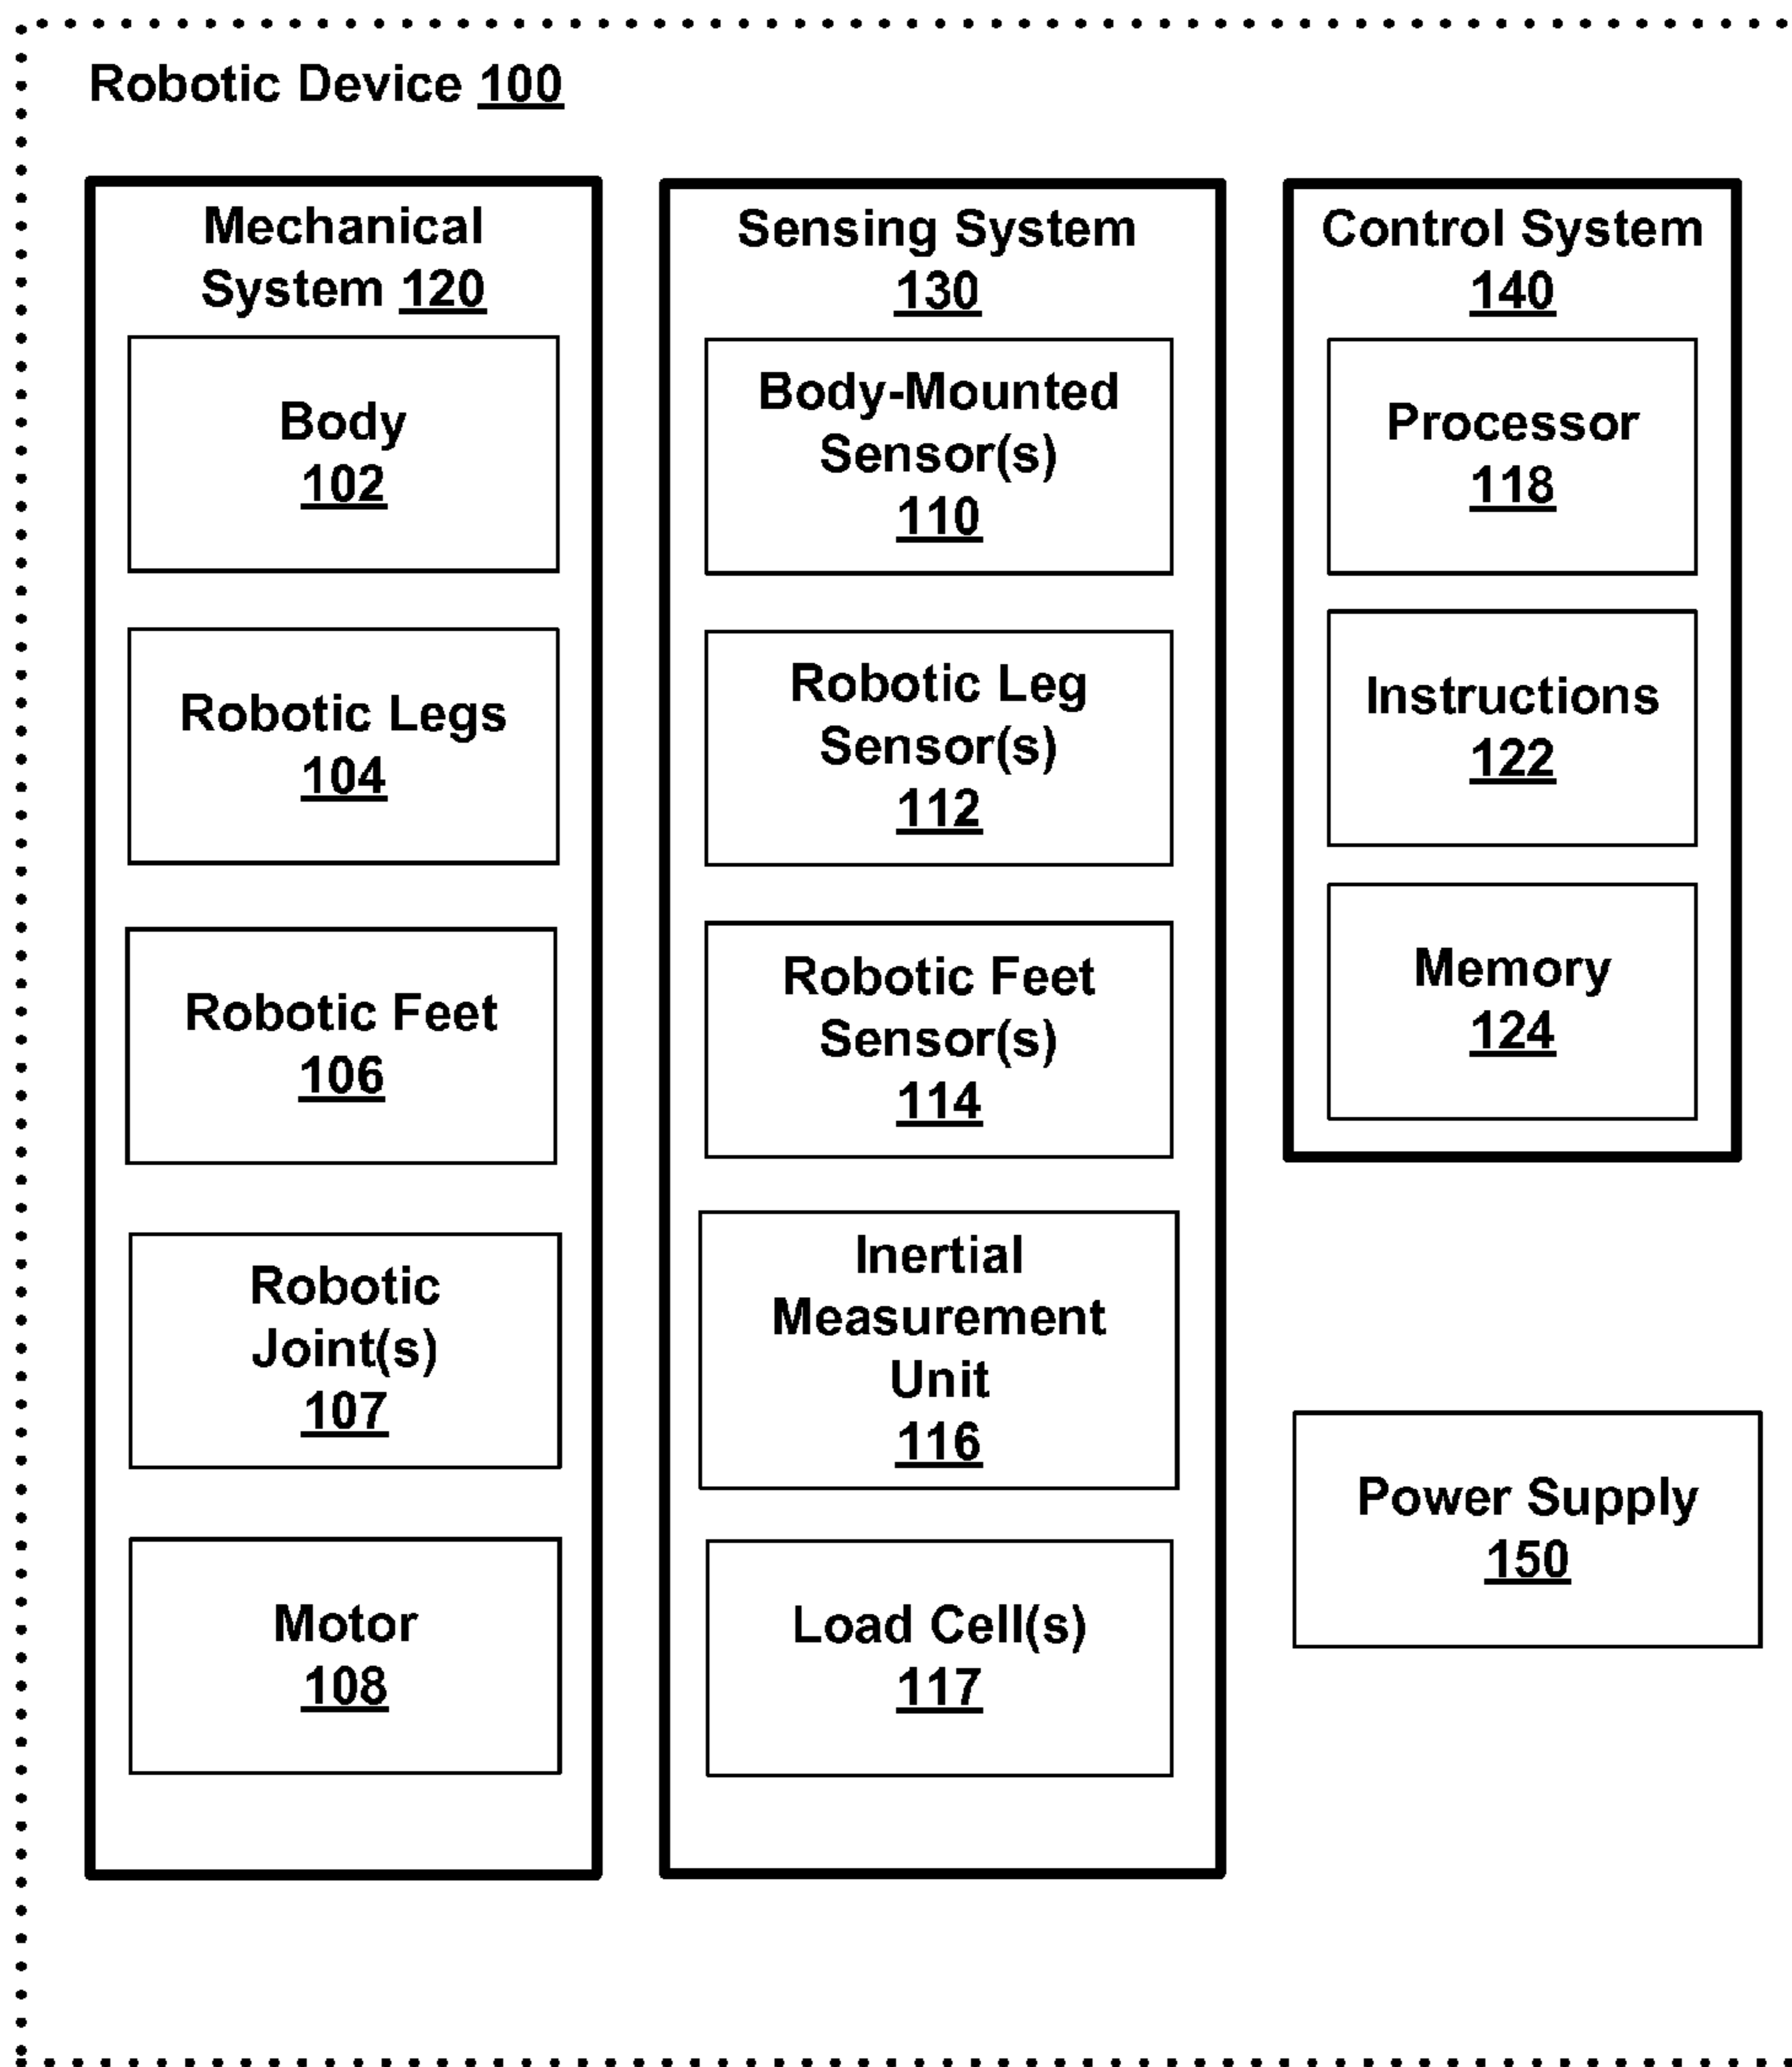 Robotic Device 100
Mechanical
System 120
Body
102
Robotic Legs
104
Robotic Feet
106
Robotic
Joint(s)
107
Motor
108
Sensing System
130
Body-Mounted
Sensor(s)
110
Robotic Leg
Sensor(s)
112
Robotic Feet
Sensor(s)
114
Inertial
Measurement
Unit
116
Load Cell(s)
117
Control System
140
Processor
118
Instructions
122
Memory
124
Power Supply
150